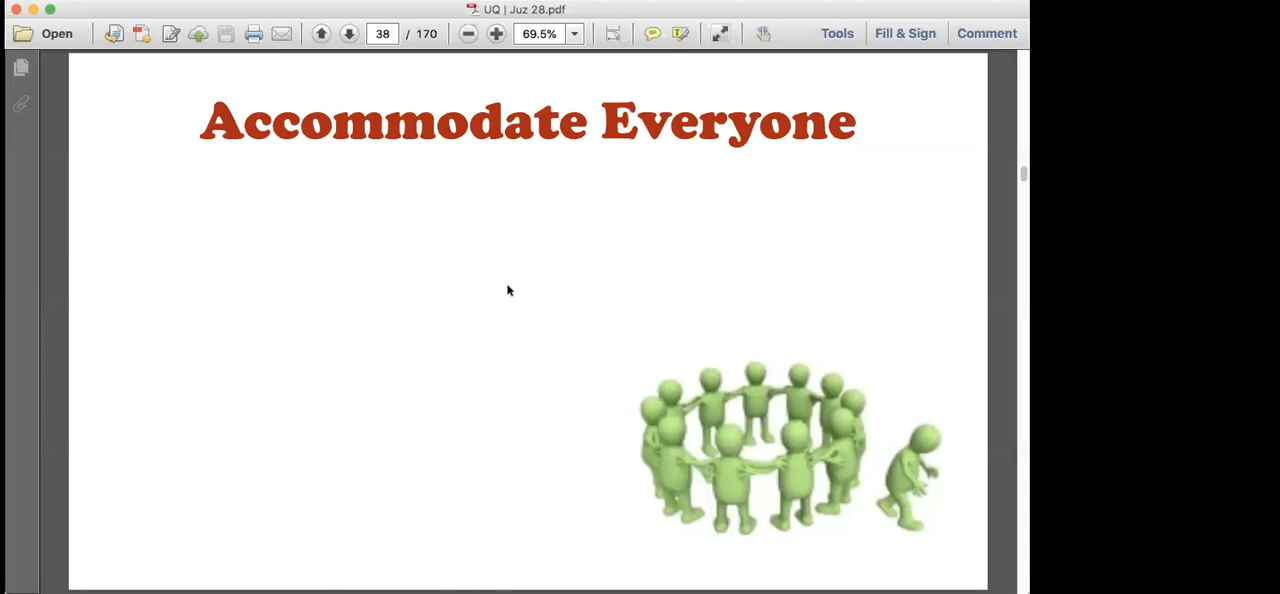 UQ | Juz 28.pdf
Open
38 / 170
69.5%
Tools
Fill & Sign
Comment
Accommodate Everyone